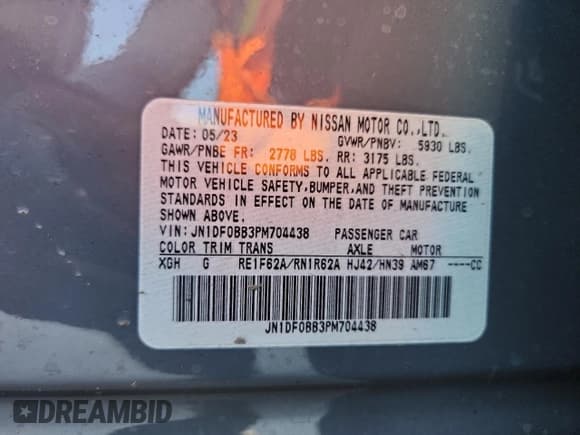 MANUFACTURED BY NISSAN MOTOR CO.,LTD.
DATE: 05/23 GVWR/PNBV: 5930 LBS.
GAWR/PNBE FR: 2778 LBS. RR: 3175 LBS.
THIS VEHICLE CONFORMS TO ALL APPLICABLE FEDERAL
MOTOR VEHICLE SAFETY,BUMPER,AND THEFT PREVENTION
STANDARDS IN EFFECT ON THE DATE OF MANUFACTURE
SHOWN ABOVE.
VIN: JN1DF0BB3PM704438 PASSENGER CAR
COLOR TRIM TRANS AXLE MOTOR
XGH G RE1F62A/RN1R62A HJ42/HN39 AM67 ----CC
JN1DF0BB3PM704438
DREAMBID